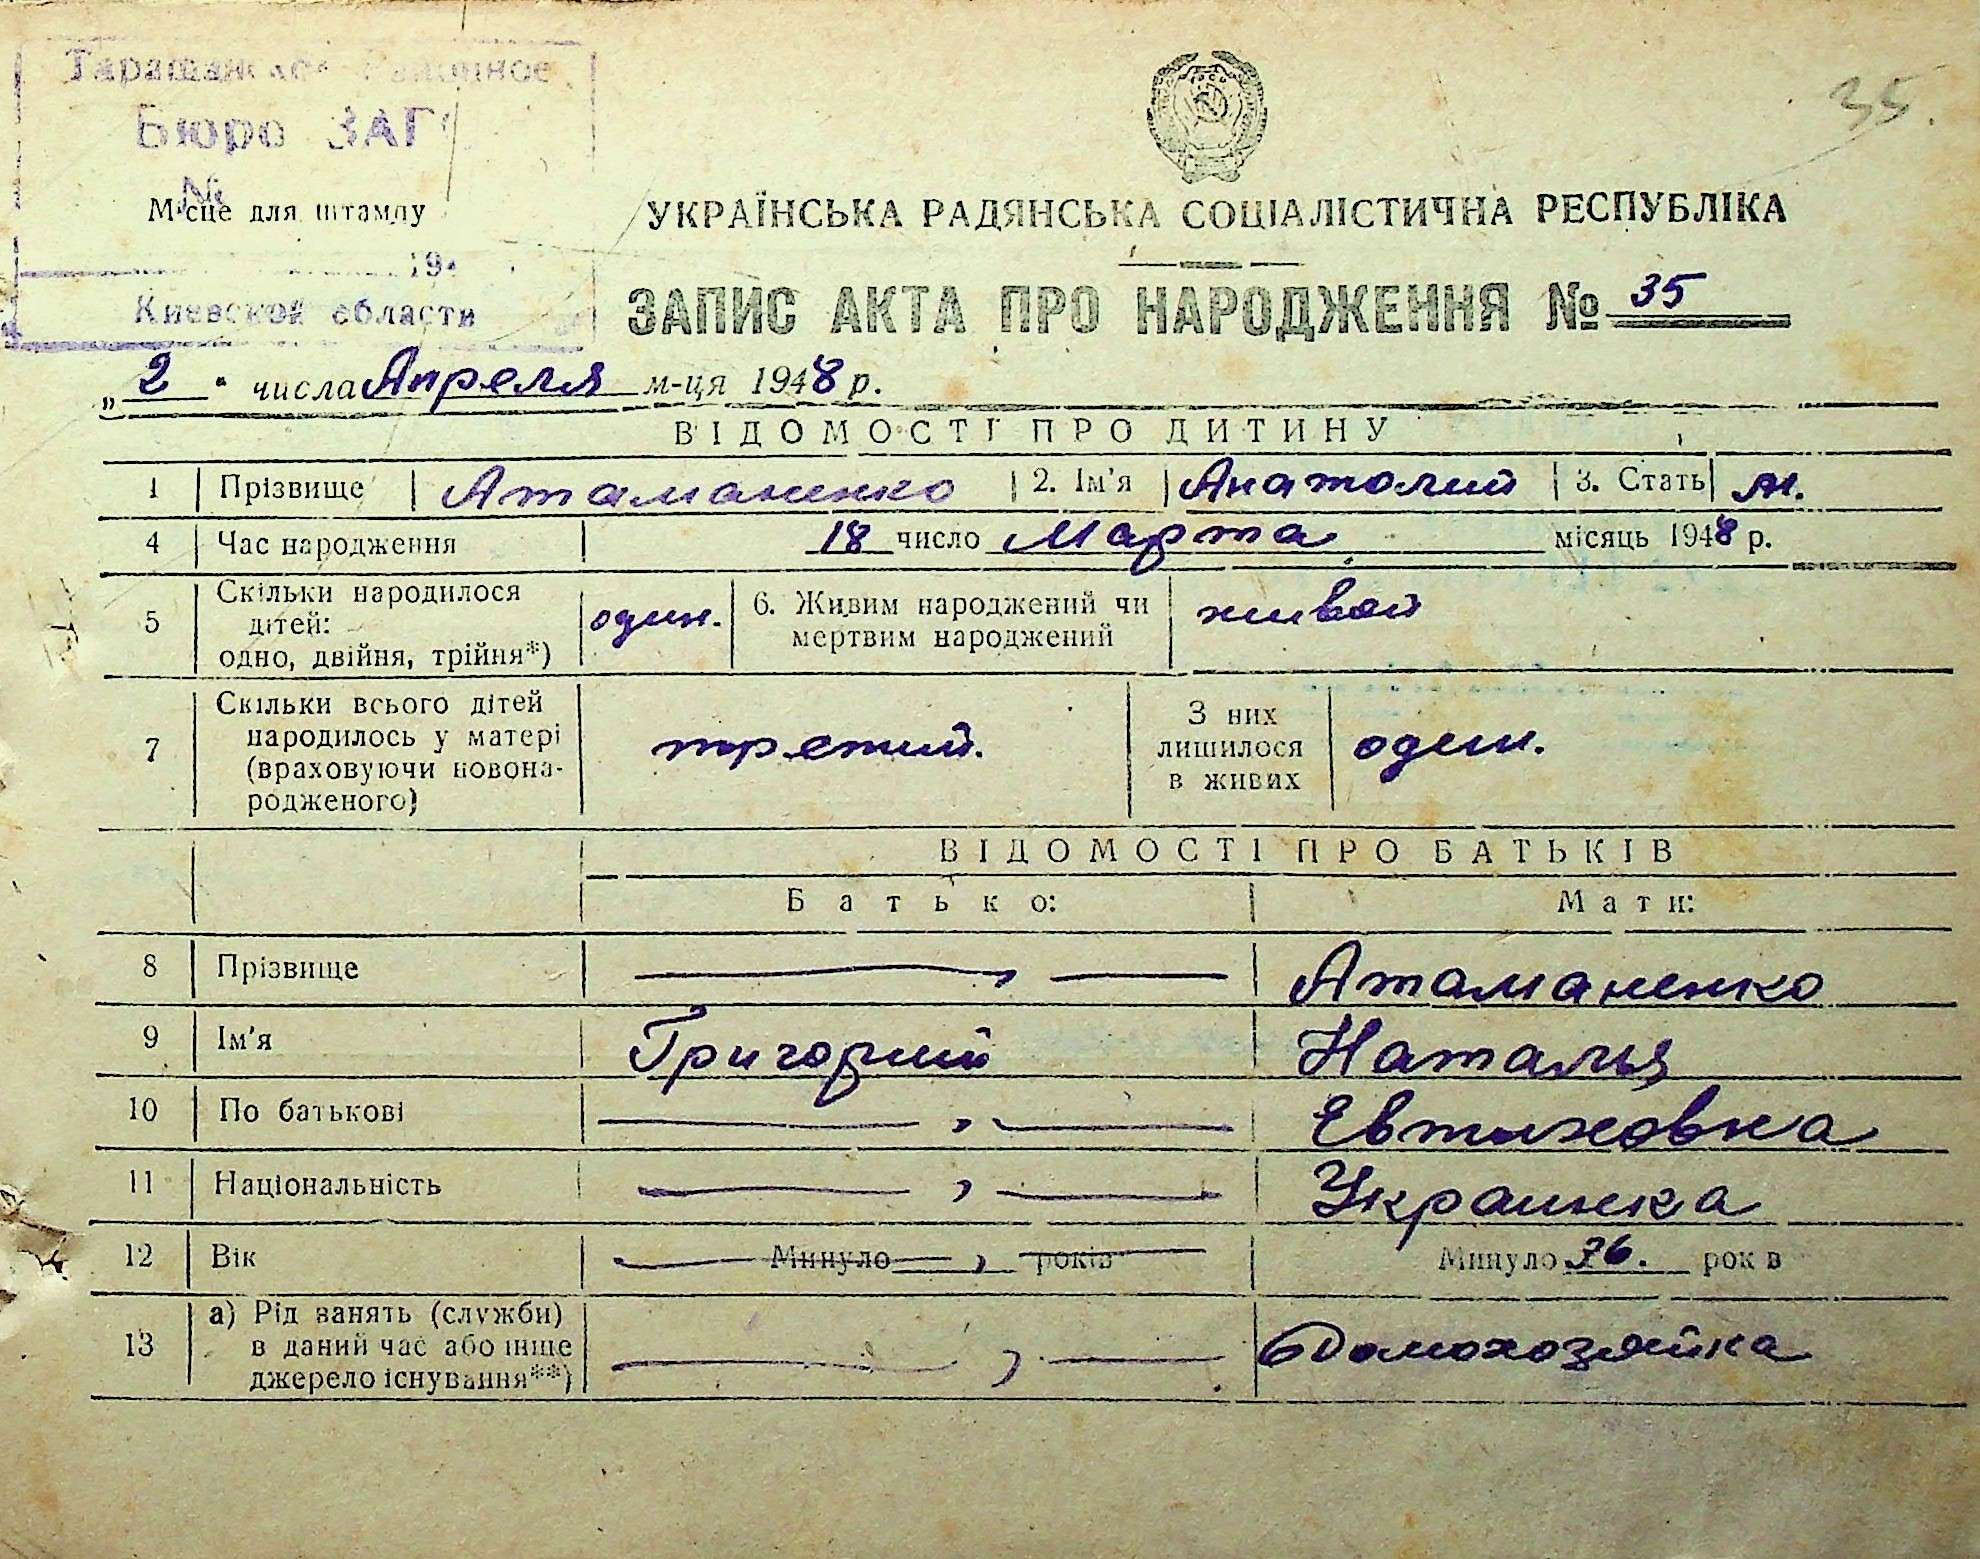 35.
Бюро ЗАГ
№
Місце для штампу
19
Киевской области
УКРАЇНСЬКА РАДЯНСЬКА СОЦІАЛІСТИЧНА РЕСПУБЛІКА
ЗАПИС АКТА ПРО НАРОДЖЕННЯ № 35
„2" числа Апреля м-ця 1948 р.
ВІДОМОСТІ ПРО ДИТИНУ
1 Прізвище Атаманенко 2. Ім'я Анатолий 3. Стать м.
4 Час народження 18 число Марта місяць 1948 р.
5 Скільки народилося
дітей:
одно, двійня, трійня*)
один.
6. Живим народжений чи
мертвим народжений
живой
7 Скільки всього дітей
народилось у матері
(враховуючи новона-
родженого)
третий.
З них
лишилося
в живих
один.
ВІДОМОСТІ ПРО БАТЬКІВ
Батько: Мати:
8 Прізвище Атаманенко
9 Ім'я Григорий Наталья
10 По батькові Евтиховна
11 Національність Украинка
12 Вік Минуло років Минуло 36. років
13 а) Рід занять (служби)
в даний час або інше
джерело існування**)
Домохозяйка